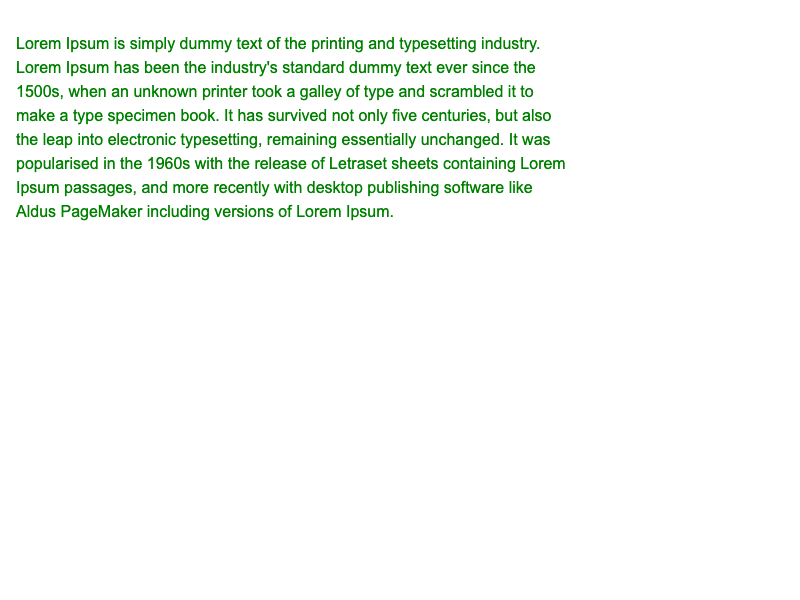 Lorem Ipsum is simply dummy text of the printing and typesetting industry.
Lorem Ipsum has been the industry's standard dummy text ever since the
1500s, when an unknown printer took a galley of type and scrambled it to
make a type specimen book. It has survived not only five centuries, but also
the leap into electronic typesetting, remaining essentially unchanged. It was
popularised in the 1960s with the release of Letraset sheets containing Lorem
Ipsum passages, and more recently with desktop publishing software like
Aldus PageMaker including versions of Lorem Ipsum.